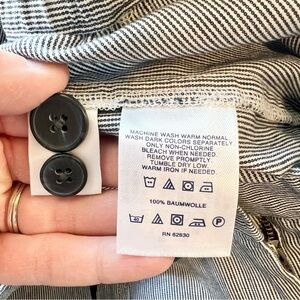 MACHINE WASH WARM NORMAL
WASH DARK COLORS SEPARATELY
ONLY NON-CHLORINE
BLEACH WHEN NEEDED.
REMOVE PROMPTLY.
TUMBLE DRY LOW.
WARM IRON IF NEEDED.
100% BAUMWOLLE
RN 62830